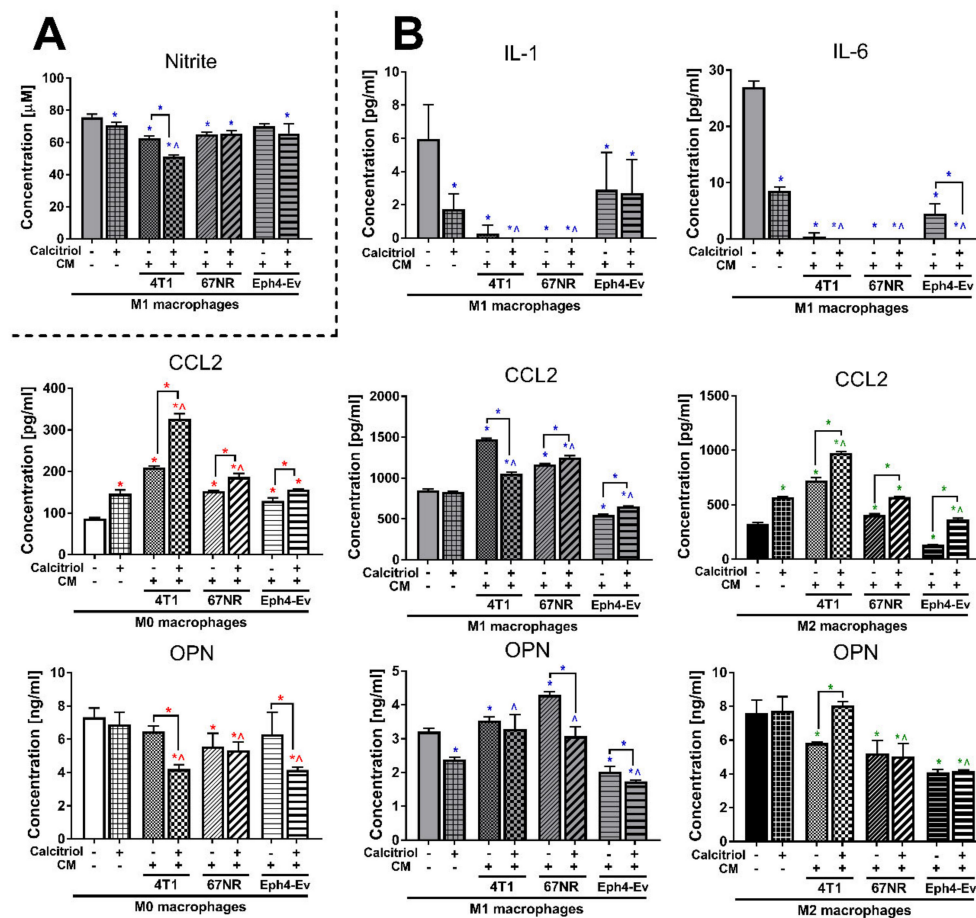 A
Nitrite
Concentration [µM]
100
80
60
40
20
0
* * * *^ * * *
Calcitriol - + - + - + - +
CM - - + + + + + +
4T1 67NR Eph4-Ev
M1 macrophages
B
IL-1
Concentration [pg/ml]
10
8
6
4
2
0
* * *^ * *^ * *
Calcitriol - + - + - + - +
CM - - + + + + + +
4T1 67NR Eph4-Ev
M1 macrophages
IL-6
Concentration [pg/ml]
30
20
10
0
* * *^ * *^ * * *^
Calcitriol - + - + - + - +
CM - - + + + + + +
4T1 67NR Eph4-Ev
M1 macrophages
CCL2
Concentration [pg/ml]
400
300
200
100
0
* * * *^ * * *^ * * *
Calcitriol - + - + - + - +
CM - - + + + + + +
4T1 67NR Eph4-Ev
M0 macrophages
CCL2
Concentration [pg/ml]
2000
1500
1000
500
0
* * *^ * * *^ * * *^
Calcitriol - + - + - + - +
CM - - + + + + + +
4T1 67NR Eph4-Ev
M1 macrophages
CCL2
Concentration [pg/ml]
1500
1000
500
0
* * * *^ * * * * * *^
Calcitriol - + - + - + - +
CM - - + + + + + +
4T1 67NR Eph4-Ev
M2 macrophages
OPN
Concentration [ng/ml]
8
6
4
2
0
* *^ * *^ * *^
Calcitriol - + - + - + - +
CM - - + + + + + +
4T1 67NR Eph4-Ev
M0 macrophages
OPN
Concentration [ng/ml]
5
4
3
2
1
0
* * ^ * * ^ * * *^
Calcitriol - + - + - + - +
CM - - + + + + + +
4T1 67NR Eph4-Ev
M1 macrophages
OPN
Concentration [ng/ml]
10
8
6
4
2
0
* * * *^ * *^
Calcitriol - + - + - + - +
CM - - + + + + + +
4T1 67NR Eph4-Ev
M2 macrophages